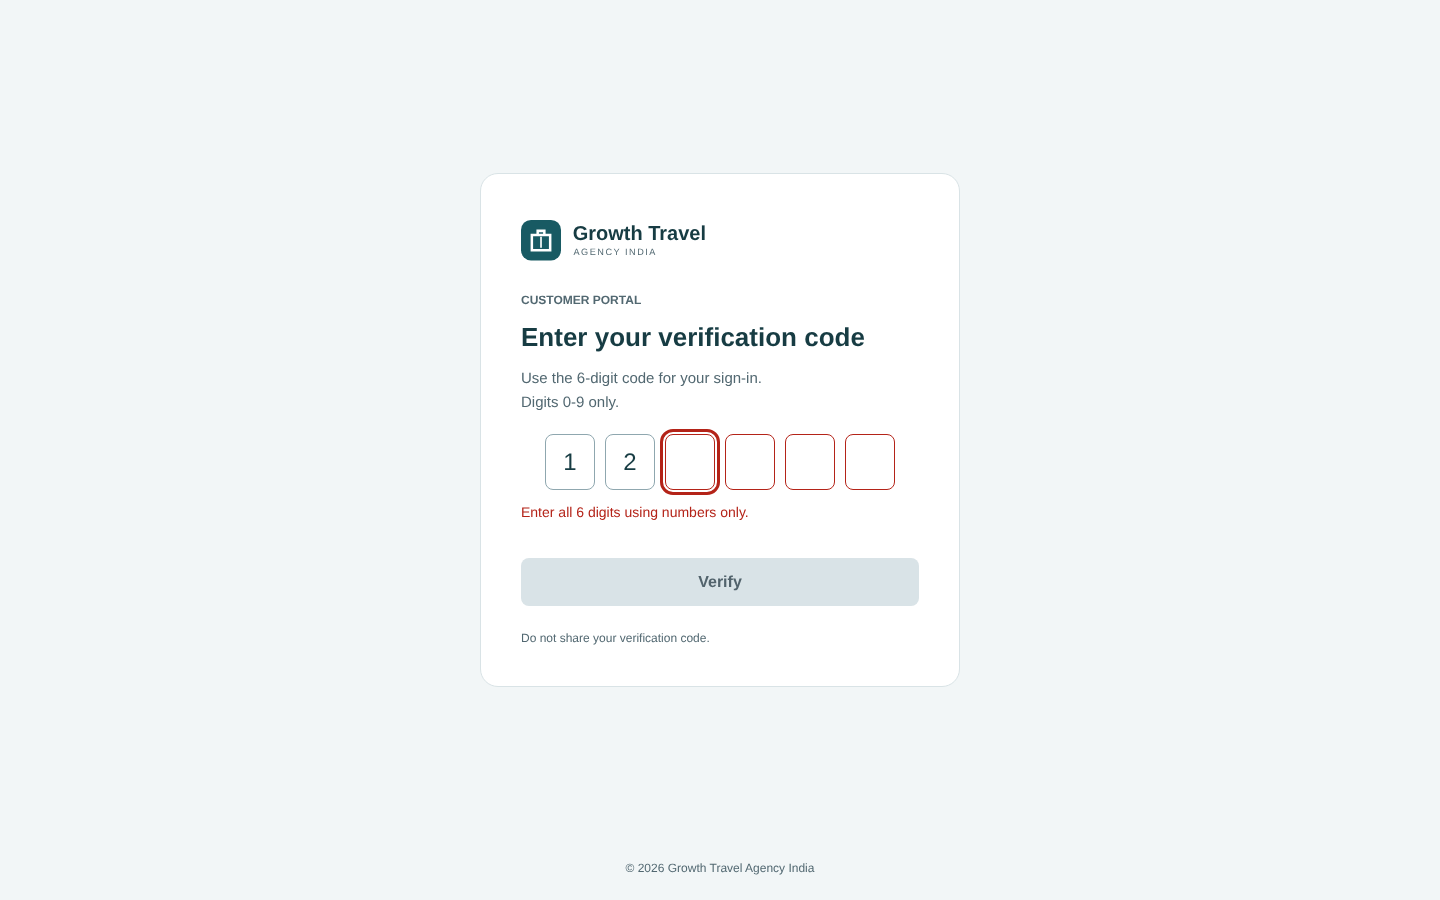 Growth Travel
AGENCY INDIA
CUSTOMER PORTAL
Enter your verification code
Use the 6-digit code for your sign-in.
Digits 0-9 only.
1 2
Enter all 6 digits using numbers only.
Verify
Do not share your verification code.
© 2026 Growth Travel Agency India